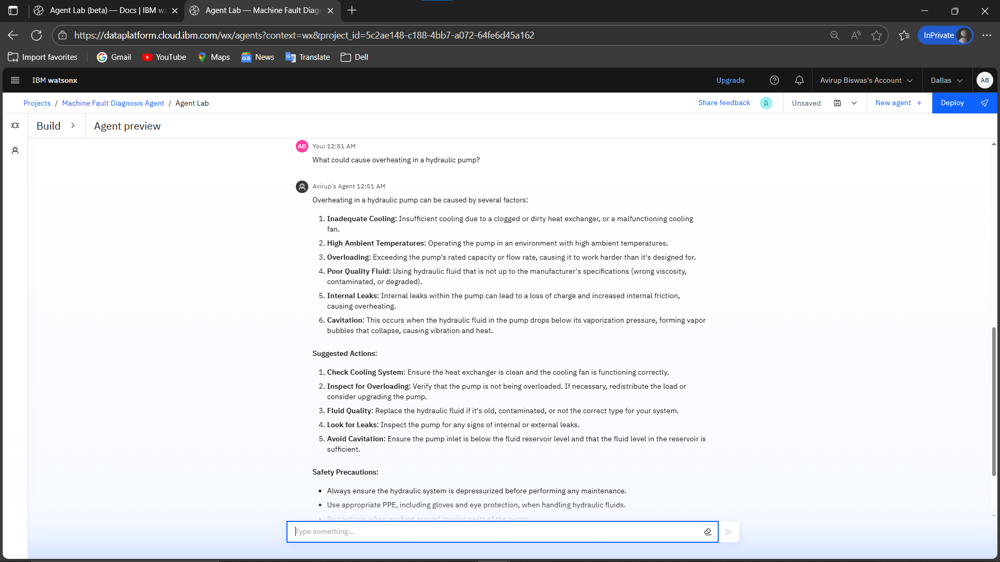 Agent Lab (beta) — Docs | IBM w
Agent Lab — Machine Fault Diag
https://dataplatform.cloud.ibm.com/wx/agents?context=wx&project_id=5c2ae148-c188-4bb7-a072-64fe6d45a162
InPrivate
Import favorites
Gmail
YouTube
Maps
News
Translate
Dell
IBM watsonx
Upgrade
Avirup Biswas's Account
Dallas
AB
Projects / Machine Fault Diagnosis Agent / Agent Lab
Share feedback
β
Unsaved
New agent +
Deploy
Build
Agent preview
AB
You: 12:51 AM
What could cause overheating in a hydraulic pump?
Avirup's Agent 12:51 AM
Overheating in a hydraulic pump can be caused by several factors:
1. Inadequate Cooling: Insufficient cooling due to a clogged or dirty heat exchanger, or a malfunctioning cooling
fan.
2. High Ambient Temperatures: Operating the pump in an environment with high ambient temperatures.
3. Overloading: Exceeding the pump's rated capacity or flow rate, causing it to work harder than it's designed for.
4. Poor Quality Fluid: Using hydraulic fluid that is not up to the manufacturer's specifications (wrong viscosity,
contaminated, or degraded).
5. Internal Leaks: Internal leaks within the pump can lead to a loss of charge and increased internal friction,
causing overheating.
6. Cavitation: This occurs when the hydraulic fluid in the pump drops below its vaporization pressure, forming vapor
bubbles that collapse, causing vibration and heat.
Suggested Actions:
1. Check Cooling System: Ensure the heat exchanger is clean and the cooling fan is functioning correctly.
2. Inspect for Overloading: Verify that the pump is not being overloaded. If necessary, redistribute the load or
consider upgrading the pump.
3. Fluid Quality: Replace the hydraulic fluid if it's old, contaminated, or not the correct type for your system.
4. Look for Leaks: Inspect the pump for any signs of internal or external leaks.
5. Avoid Cavitation: Ensure the pump inlet is below the fluid reservoir level and that the fluid level in the reservoir is
sufficient.
Safety Precautions:
• Always ensure the hydraulic system is depressurized before performing any maintenance.
• Use appropriate PPE, including gloves and eye protection, when handling hydraulic fluids.
• Be cautious when working around moving parts of the pump.
Type something...